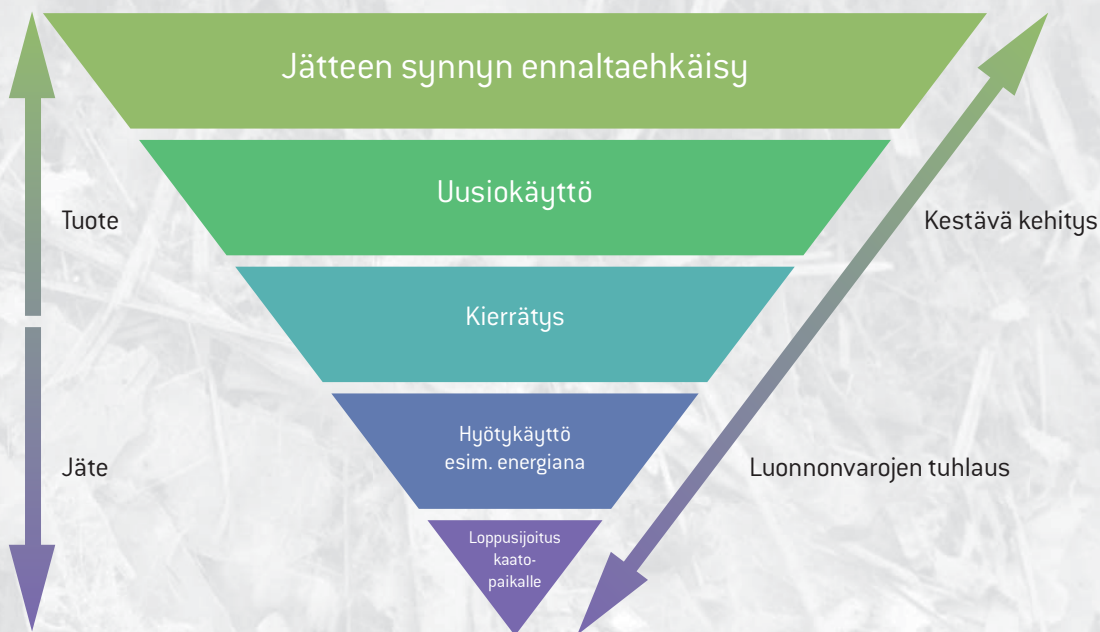 Jätteen synnyn ennaltaehkäisy
Uusiokäyttö
Tuote
Kestävä kehitys
Kierrätys
Hyötykäyttö
esim. energiana
Jäte
Luonnonvarojen tuhlaus
Loppusijoitus
kaato-
paikalle